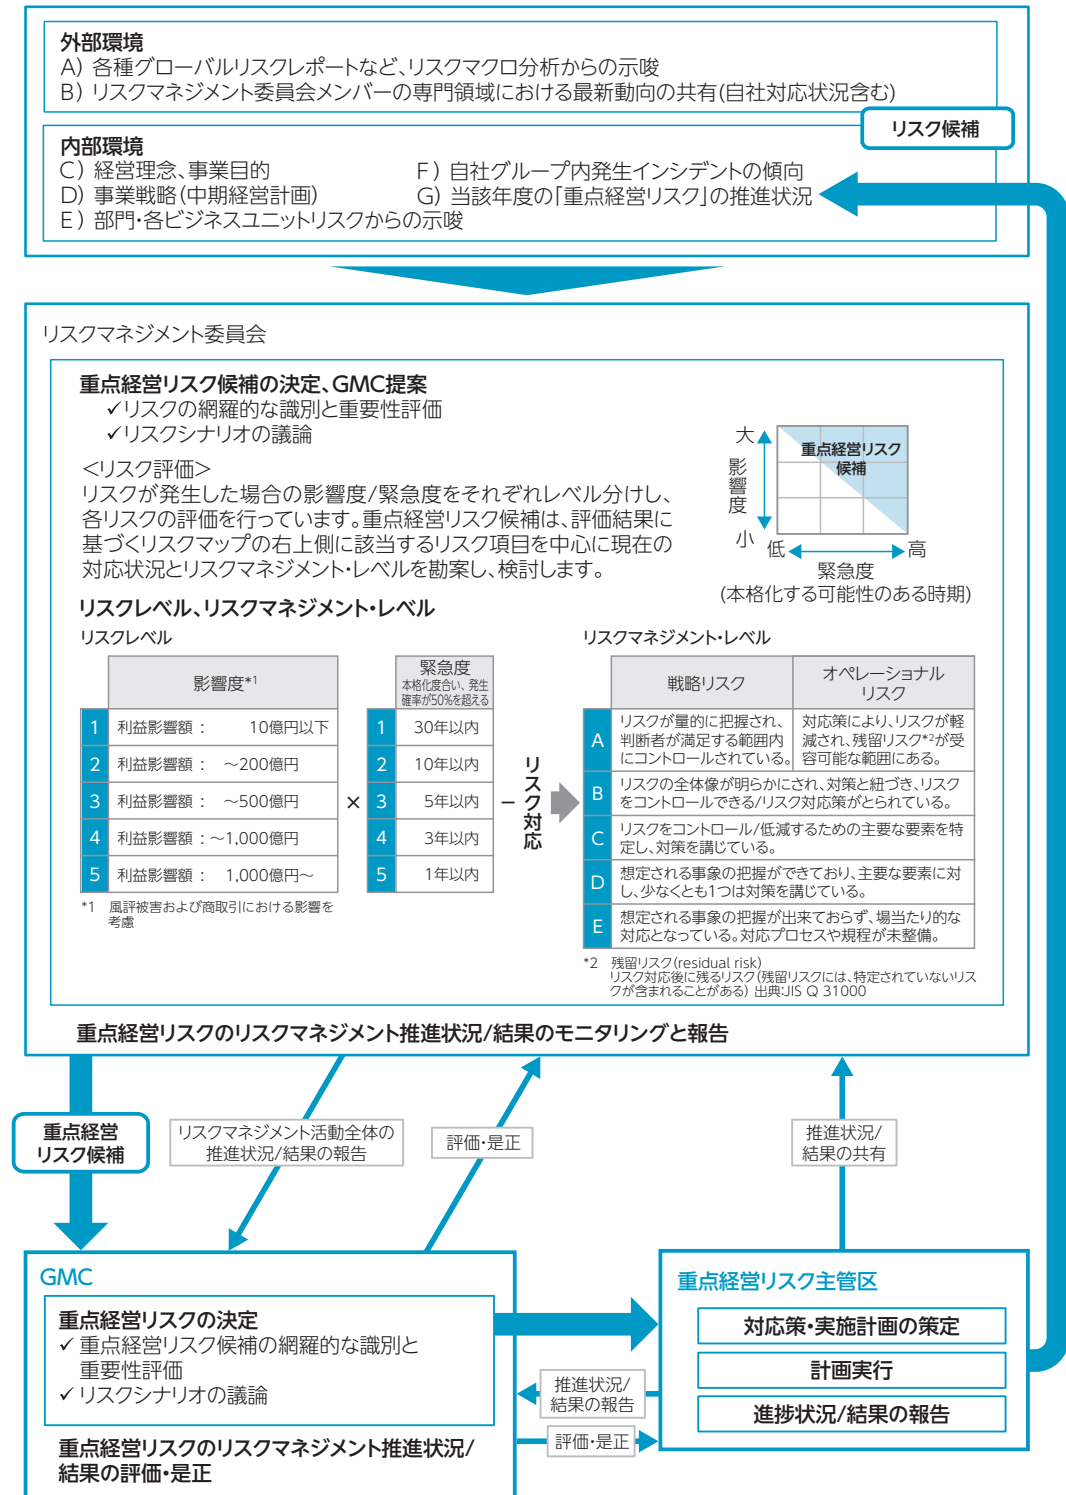 外部環境
A) 各種グローバルリスクレポートなど、リスクマクロ分析からの示唆
B) リスクマネジメント委員会メンバーの専門領域における最新動向の共有(自社対応状況含む)
リスク候補
内部環境
C) 経営理念、事業目的
D) 事業戦略(中期経営計画)
E) 部門・各ビジネスユニットリスクからの示唆
F) 自社グループ内発生インシデントの傾向
G) 当該年度の「重点経営リスク」の推進状況
リスクマネジメント委員会
重点経営リスク候補の決定、GMC提案
✓リスクの網羅的な識別と重要性評価
✓リスクシナリオの議論
<リスク評価>
リスクが発生した場合の影響度/緊急度をそれぞれレベル分けし、
各リスクの評価を行っています。重点経営リスク候補は、評価結果に
基づくリスクマップの右上側に該当するリスク項目を中心に現在の
対応状況とリスクマネジメント・レベルを勘案し、検討します。
大
影響度
小
重点経営リスク
候補
低
高
緊急度
(本格化する可能性のある時期)
リスクレベル、リスクマネジメント・レベル
リスクレベル
影響度*1
1 利益影響額： 10億円以下
2 利益影響額： ～200億円
3 利益影響額： ～500億円
4 利益影響額：～1,000億円
5 利益影響額： 1,000億円～
*1 風評被害および商取引における影響を
考慮
×
緊急度
本格化度合い、発生
確率が50%を超える
1 30年以内
2 10年以内
3 5年以内
4 3年以内
5 1年以内
－
リスク対応
リスクマネジメント・レベル
戦略リスク
オペレーショナル
リスク
A
リスクが量的に把握され、
判断者が満足する範囲内
にコントロールされている。
対応策により、リスクが軽
減され、残留リスク*2が受
容可能な範囲にある。
B
リスクの全体像が明らかにされ、対策と紐づき、リスク
をコントロールできる/リスク対応策がとられている。
C
リスクをコントロール/低減するための主要な要素を特
定し、対策を講じている。
D
想定される事象の把握ができており、主要な要素に対
し、少なくとも1つは対策を講じている。
E
想定される事象の把握が出来ておらず、場当たり的な
対応となっている。対応プロセスや規程が未整備。
*2 残留リスク(residual risk)
リスク対応後に残るリスク(残留リスクには、特定されていないリス
クが含まれることがある) 出典:JIS Q 31000
重点経営リスクのリスクマネジメント推進状況/結果のモニタリングと報告
重点経営
リスク候補
リスクマネジメント活動全体の
推進状況/結果の報告
評価・是正
推進状況/
結果の共有
GMC
重点経営リスクの決定
✓ 重点経営リスク候補の網羅的な識別と
重要性評価
✓ リスクシナリオの議論
重点経営リスクのリスクマネジメント推進状況/
結果の評価・是正
推進状況/
結果の報告
評価・是正
重点経営リスク主管区
対応策・実施計画の策定
計画実行
進捗状況/結果の報告